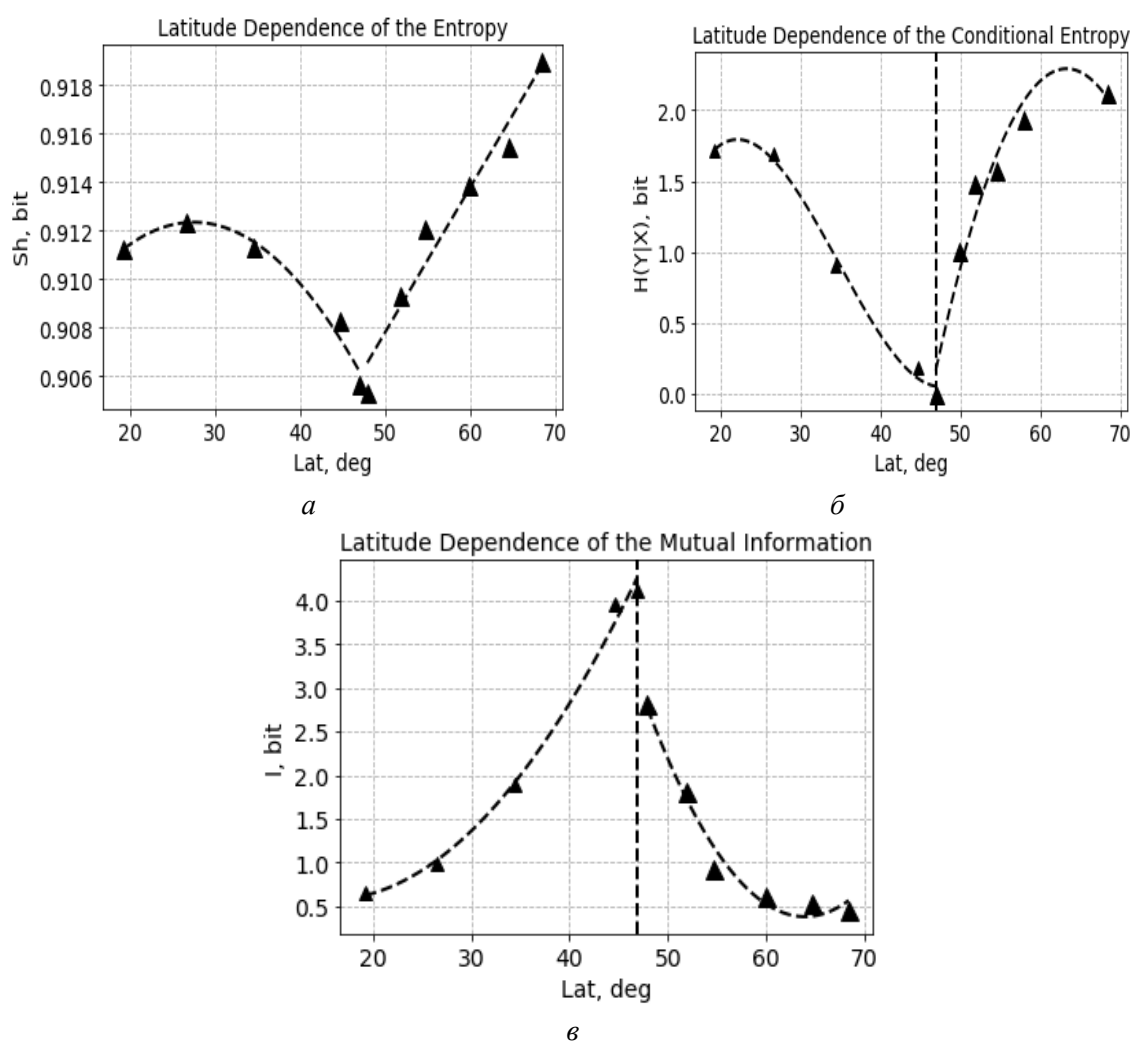 Latitude Dependence of the Entropy
Sh, bit
0.918
0.916
0.914
0.912
0.910
0.908
0.906
20 30 40 50 60 70
Lat, deg
а
Latitude Dependence of the Conditional Entropy
H(Y|X), bit
2.0
1.5
1.0
0.5
0.0
20 30 40 50 60 70
Lat, deg
б
Latitude Dependence of the Mutual Information
I, bit
4.0
3.5
3.0
2.5
2.0
1.5
1.0
0.5
20 30 40 50 60 70
Lat, deg
в